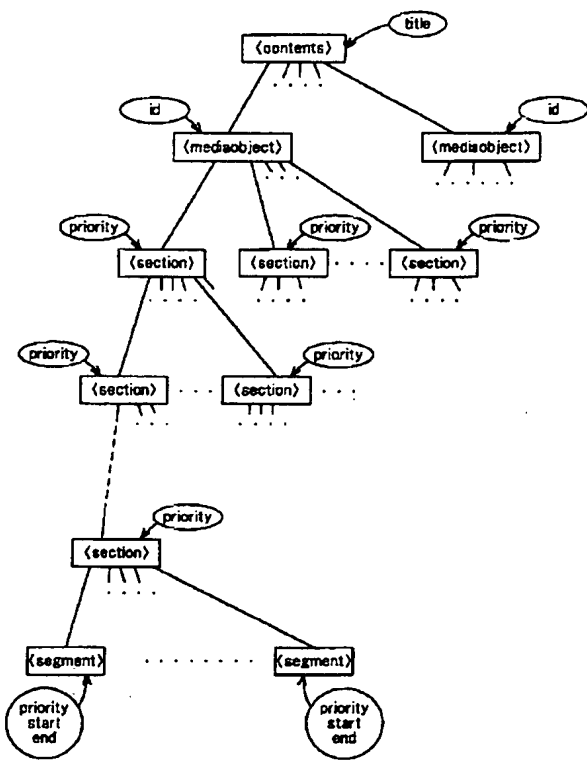 title
<contents>
id
id
<mediaobject>
<mediaobject>
priority
priority
priority
<section>
<section>
<section>
priority
priority
<section>
<section>
priority
<section>
<segment>
<segment>
priority
start
end
priority
start
end